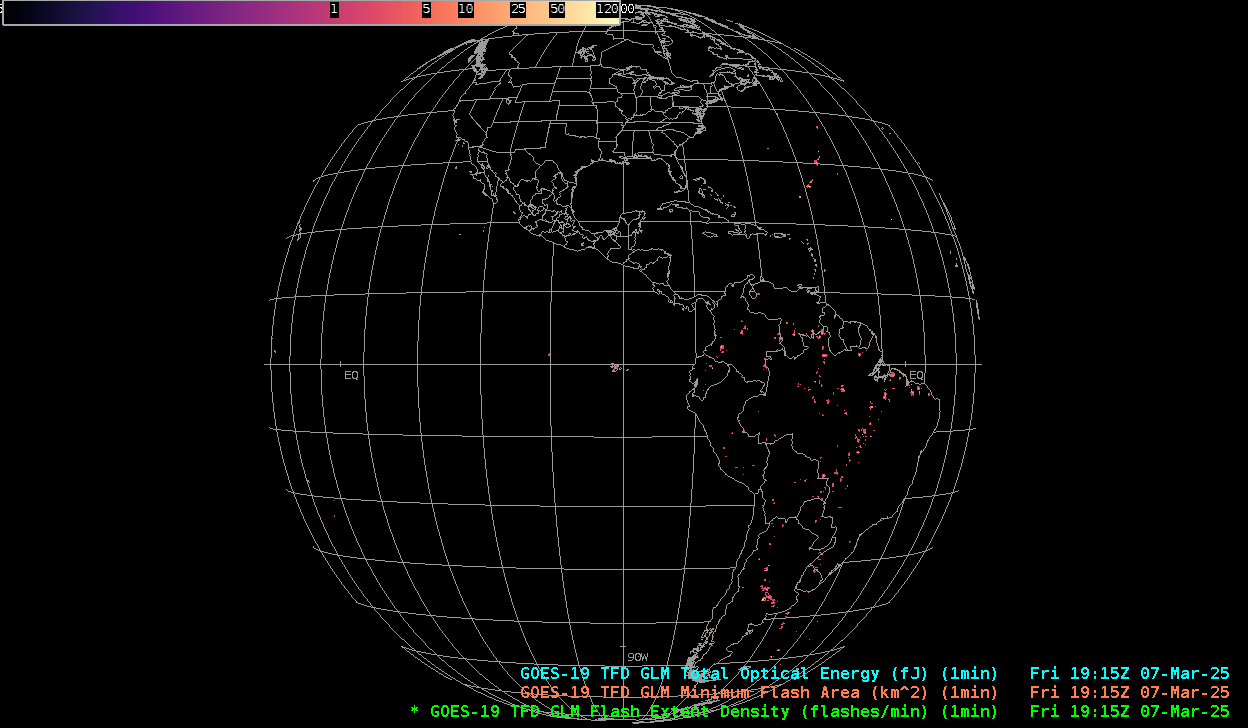 1 5 10 25 50 12000
EQ EQ
90W
GOES-19 TFD GLM Total Optical Energy (fJ) (1min) Fri 19:15Z 07-Mar-25
GOES-19 TFD GLM Minimum Flash Area (km^2) (1min) Fri 19:15Z 07-Mar-25
* GOES-19 TFD GLM Flash Extent Density (flashes/min) (1min) Fri 19:15Z 07-Mar-25